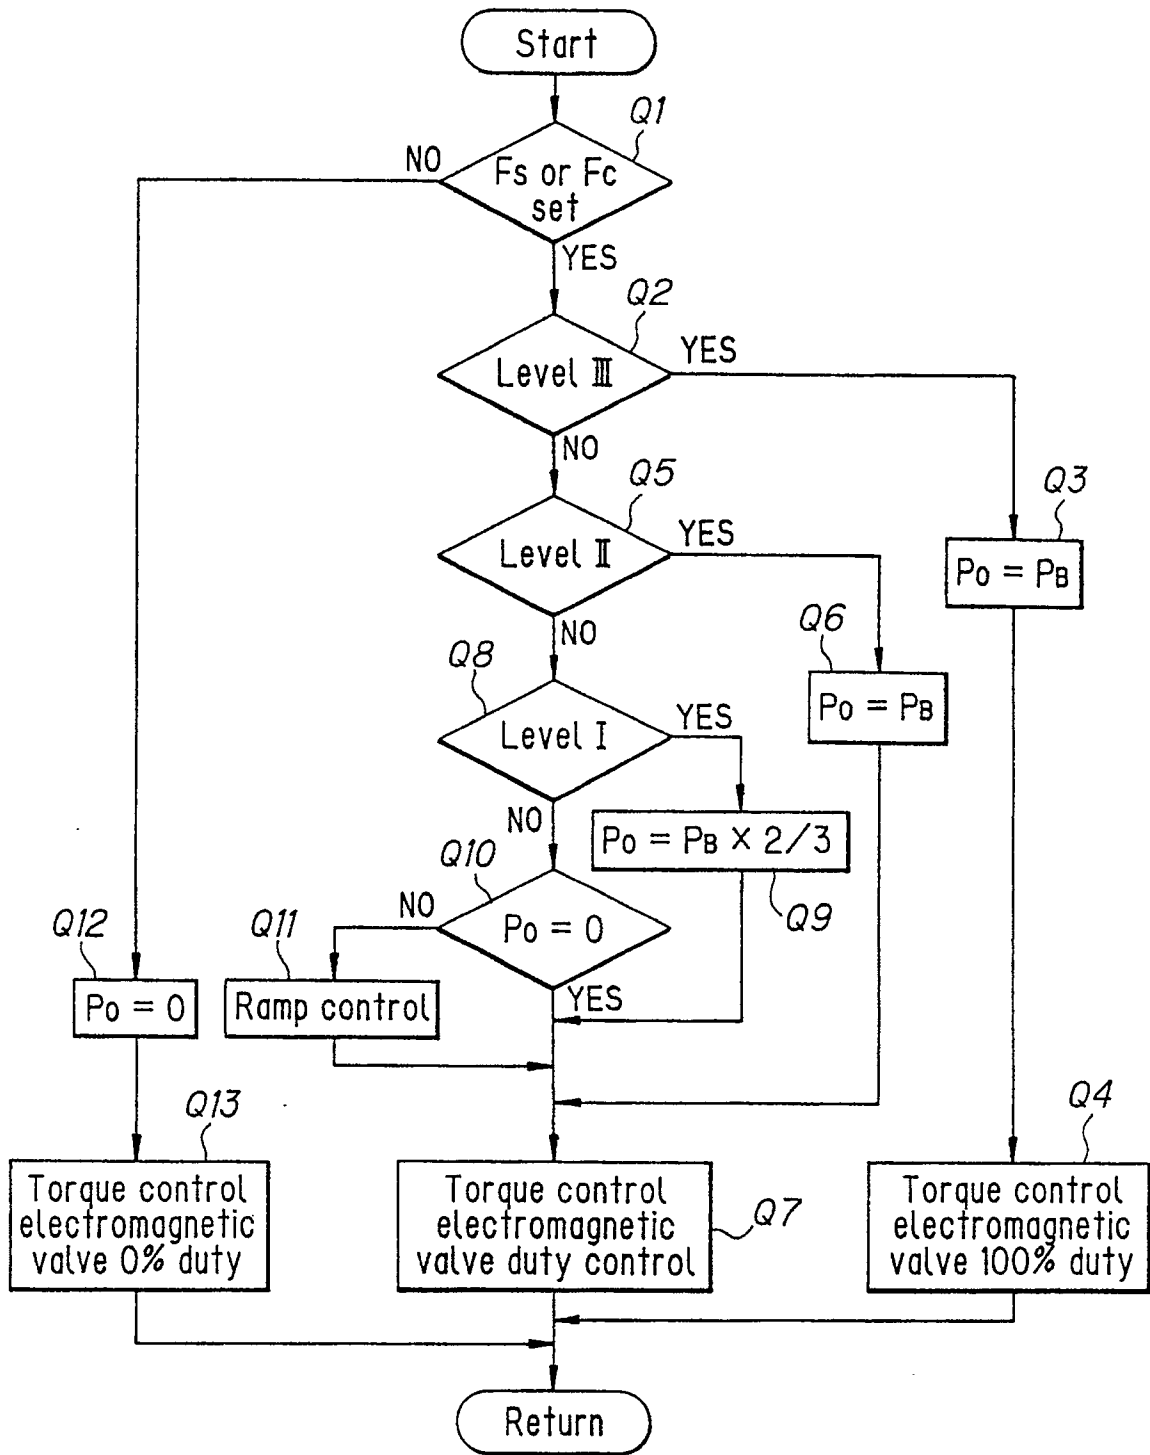 Start
Q1
NO
Fs or Fc
set
YES
Q2
Level III
YES
NO
Q5
Level II
YES
Q3
Po = PB
NO
Q6
Po = PB
Q8
Level I
YES
NO
Po = PB × 2/3
Q9
Q10
NO
Po = 0
YES
Q12
Po = 0
Q11
Ramp control
Q13
Torque control
electromagnetic
valve 0% duty
Torque control
electromagnetic
valve duty control
Q7
Q4
Torque control
electromagnetic
valve 100% duty
Return